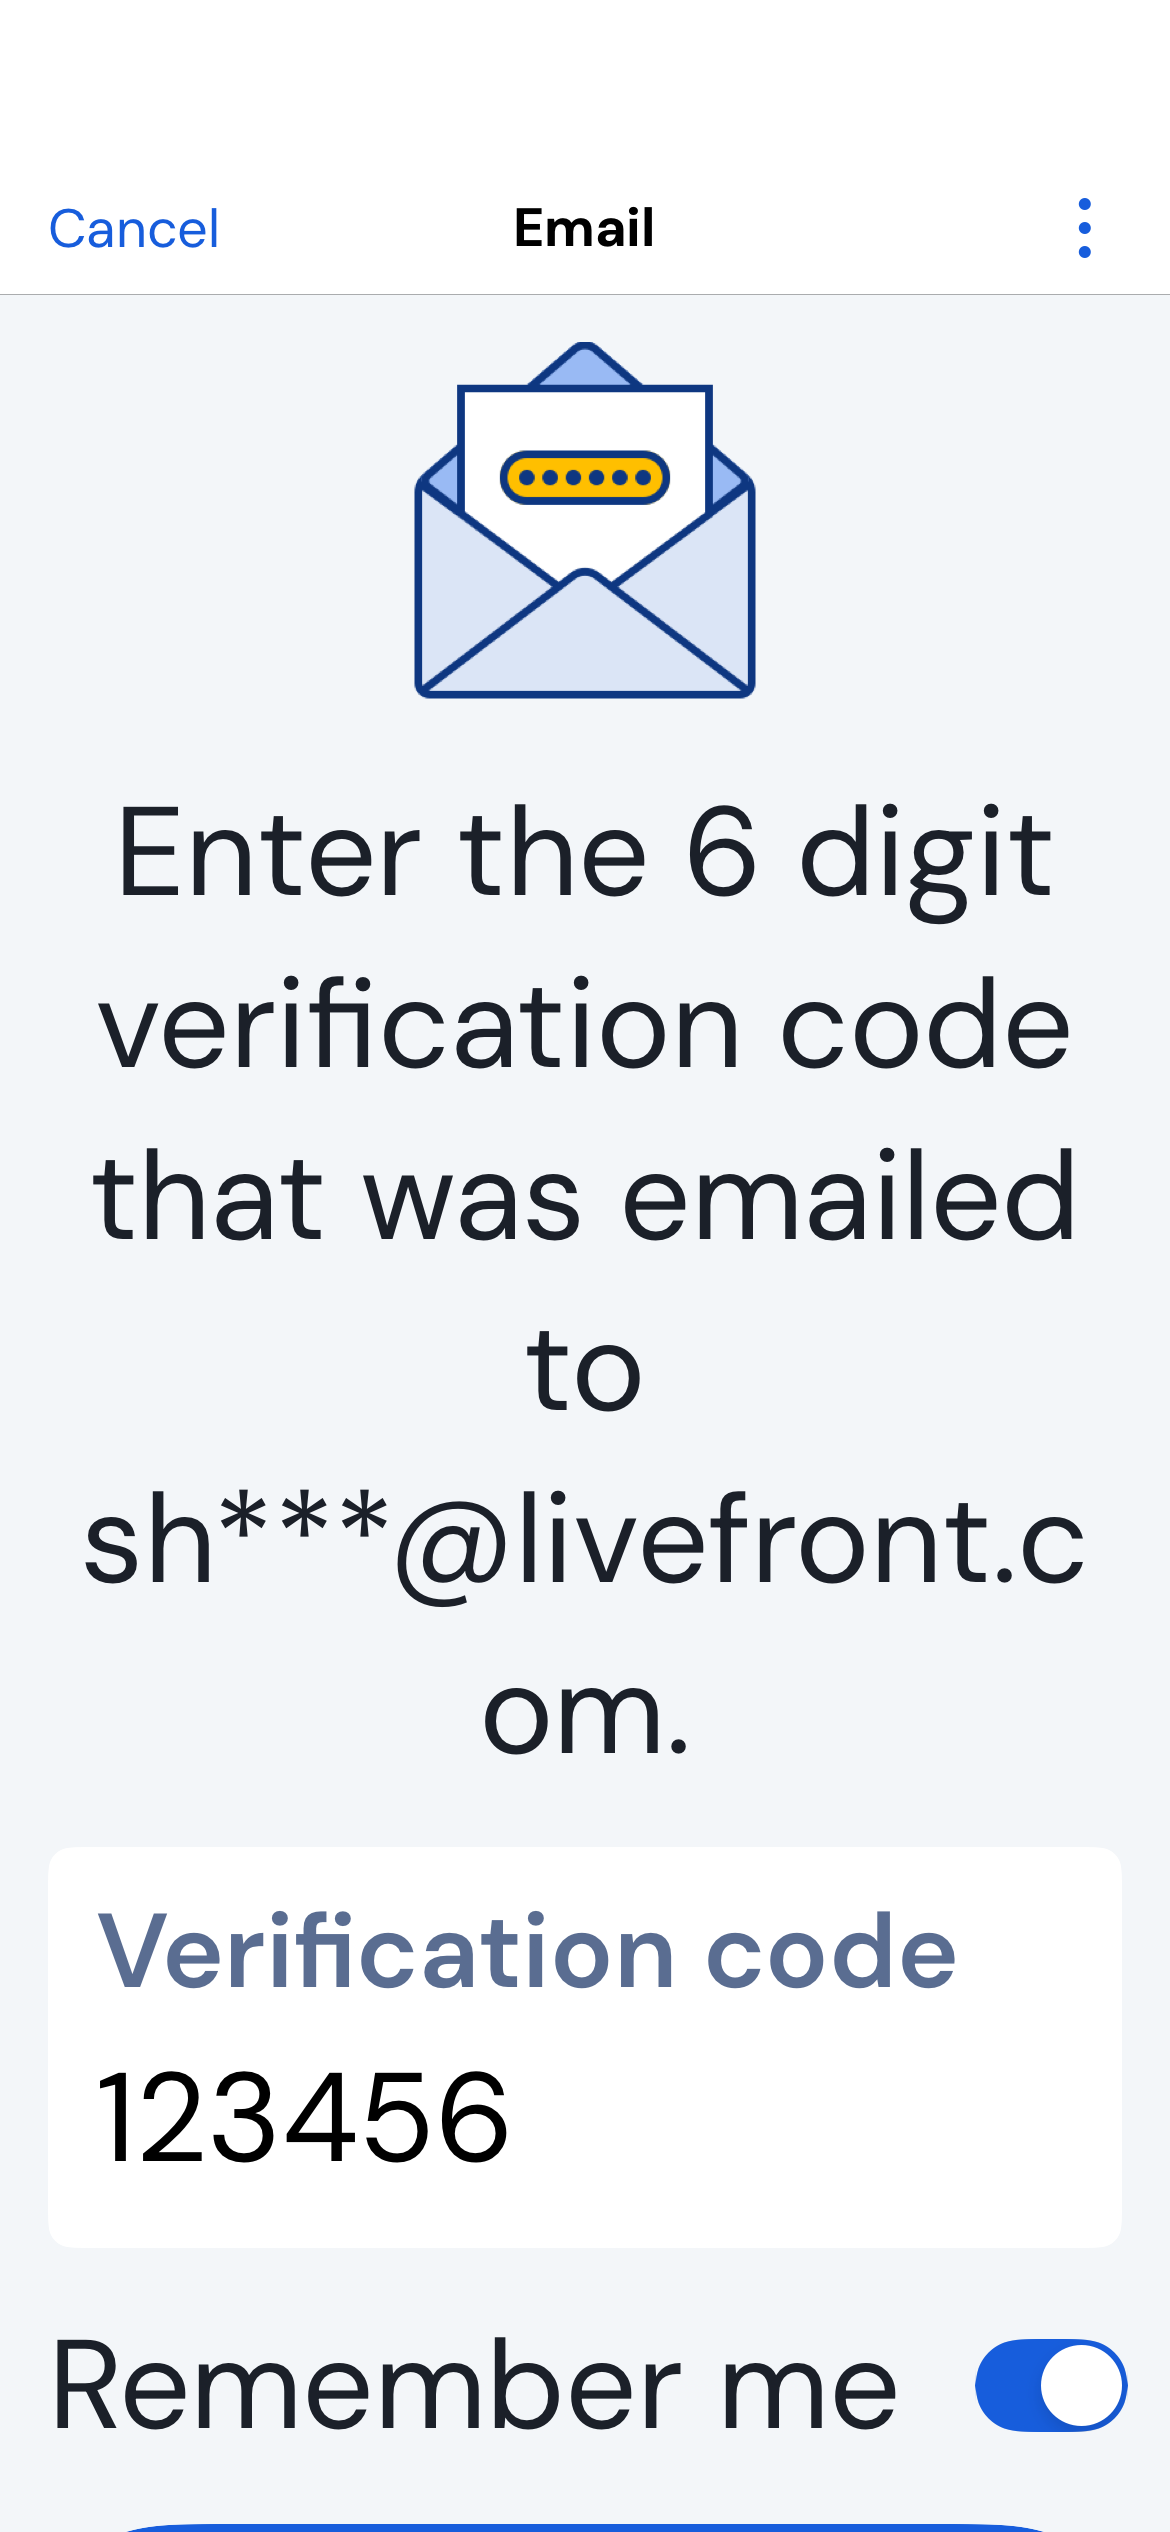 Cancel Email
Enter the 6 digit
verification code
that was emailed
to
sh***@livefront.c
om.
Verification code
123456
Remember me